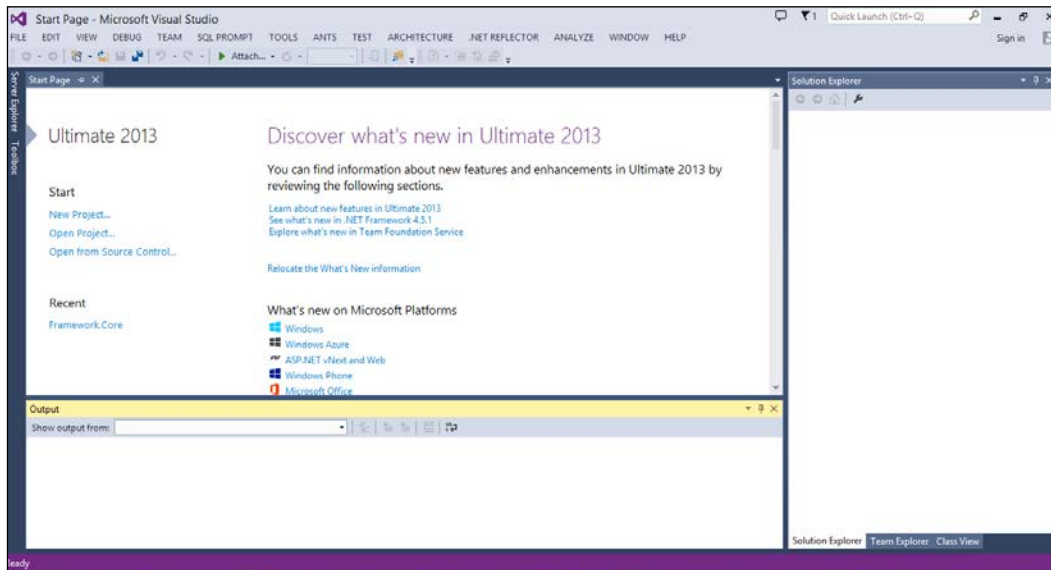 Start Page - Microsoft Visual Studio
1
Quick Launch (Ctrl+Q)
FILE EDIT VIEW DEBUG TEAM SQL PROMPT TOOLS ANTS TEST ARCHITECTURE .NET REFLECTOR ANALYZE WINDOW HELP
Sign in
Attach...
Server Explorer
Toolbox
Start Page
Ultimate 2013
Start
New Project...
Open Project...
Open from Source Control...
Recent
Framework.Core
Discover what's new in Ultimate 2013
You can find information about new features and enhancements in Ultimate 2013 by
reviewing the following sections.
Learn about new features in Ultimate 2013
See what's new in .NET Framework 4.5.1
Explore what's new in Team Foundation Service
Relocate the What's New information
What's new on Microsoft Platforms
Windows
Windows Azure
ASP.NET vNext and Web
Windows Phone
Microsoft Office
Solution Explorer
Output
Show output from:
Solution Explorer Team Explorer Class View
eady